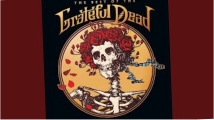 THE BEST OF THE
Grateful Dead